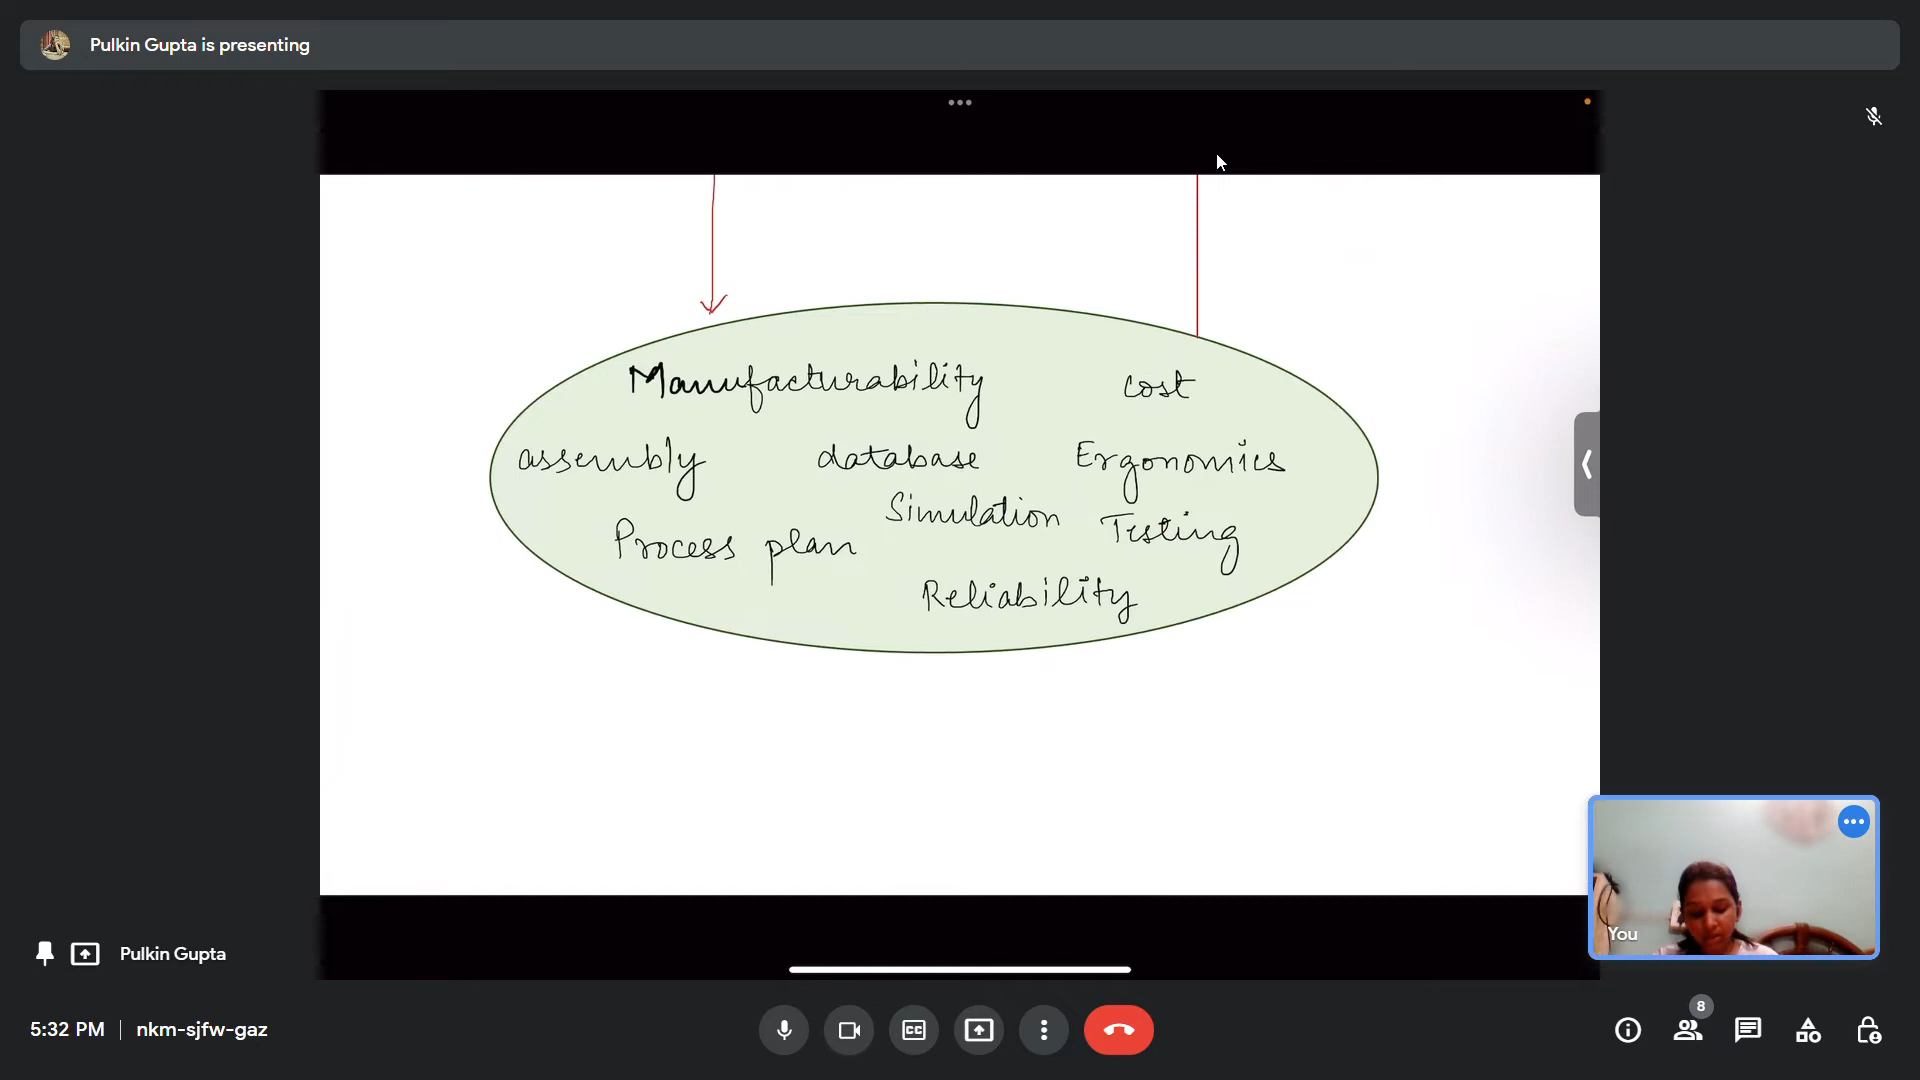 Pulkin Gupta is presenting
Manufacturability cost
assembly database Ergonomics
Simulation Testing
Process plan
Reliability
You
Pulkin Gupta
8
5:32 PM | nkm-sjfw-gaz
CC